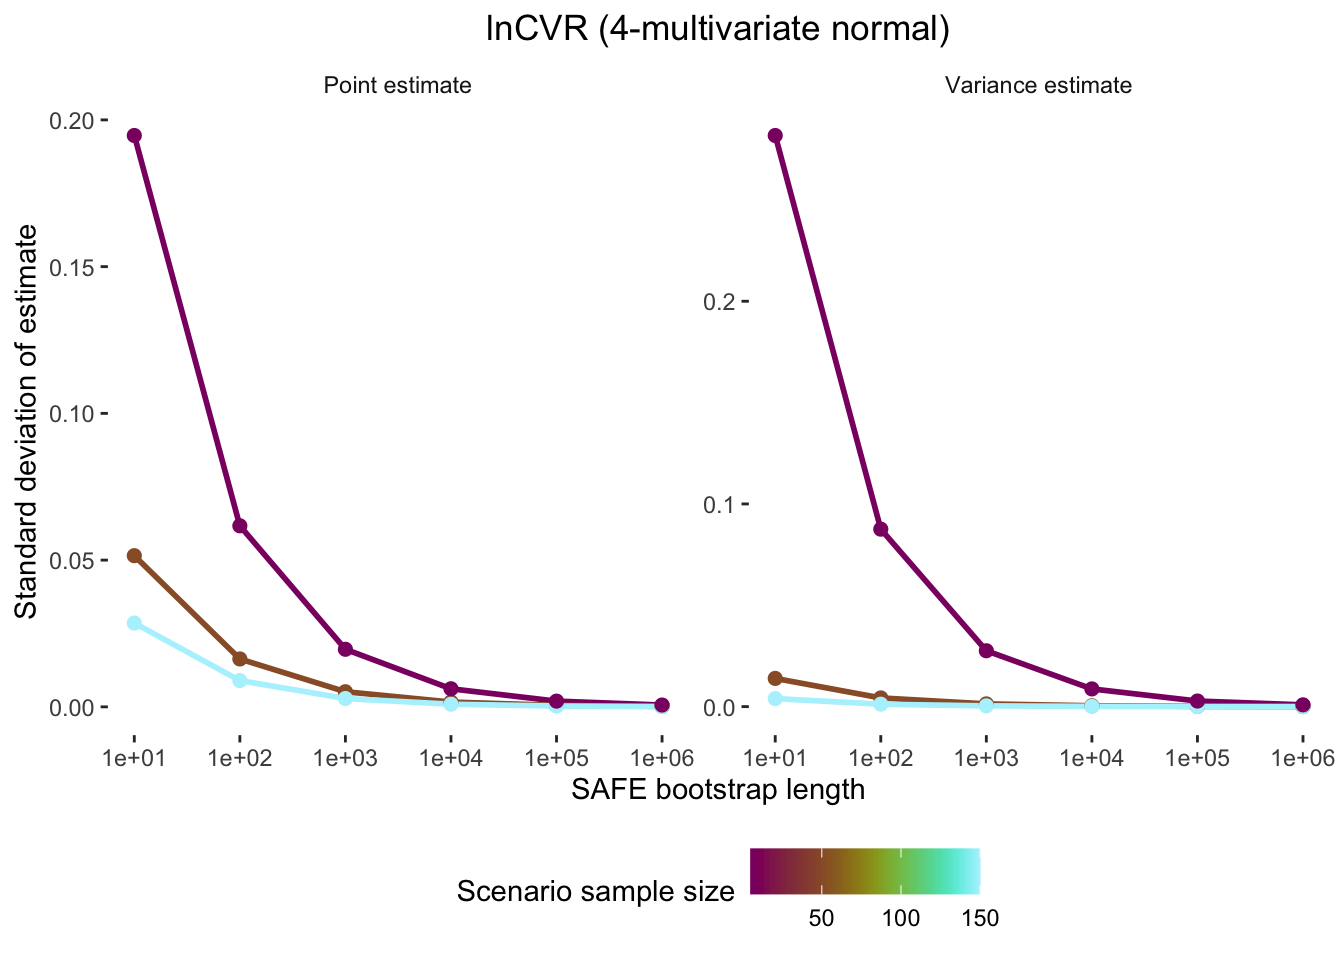 lnCVR (4-multivariate normal)
Point estimate
Variance estimate
Standard deviation of estimate
0.20
0.15
0.10
0.05
0.00
0.2
0.1
0.0
1e+01 1e+02 1e+03 1e+04 1e+05 1e+06
1e+01 1e+02 1e+03 1e+04 1e+05 1e+06
SAFE bootstrap length
Scenario sample size
50 100 150